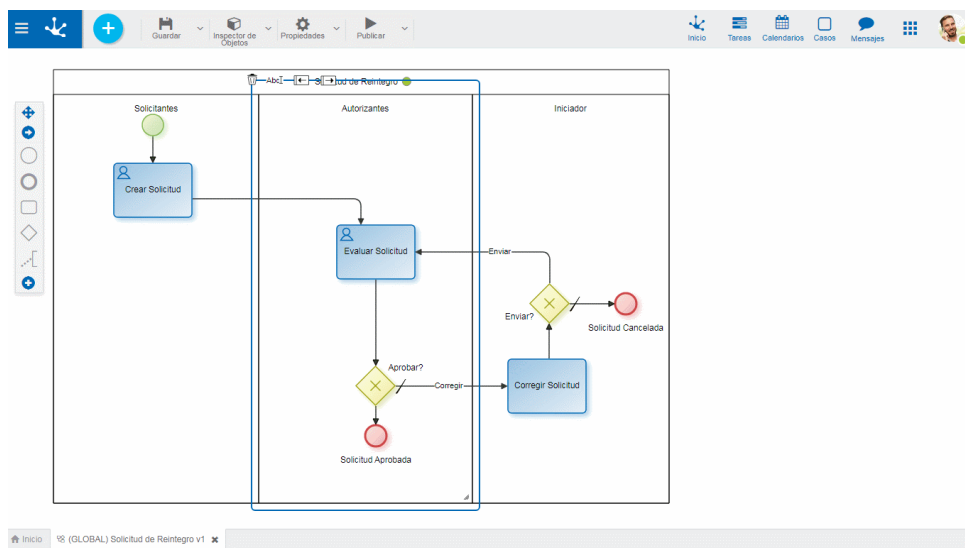 Guardar
Inspector de
Objetos
Propiedades
Publicar
Inicio
Tareas
Calendarios
Casos
Mensajes
Abc
Solicitud de Reintegro
Solicitantes
Autorizantes
Iniciador
Crear Solicitud
Evaluar Solicitud
Enviar
Enviar?
Solicitud Cancelada
Aprobar?
Corregir
Corregir Solicitud
Solicitud Aprobada
Inicio
(GLOBAL) Solicitud de Reintegro v1